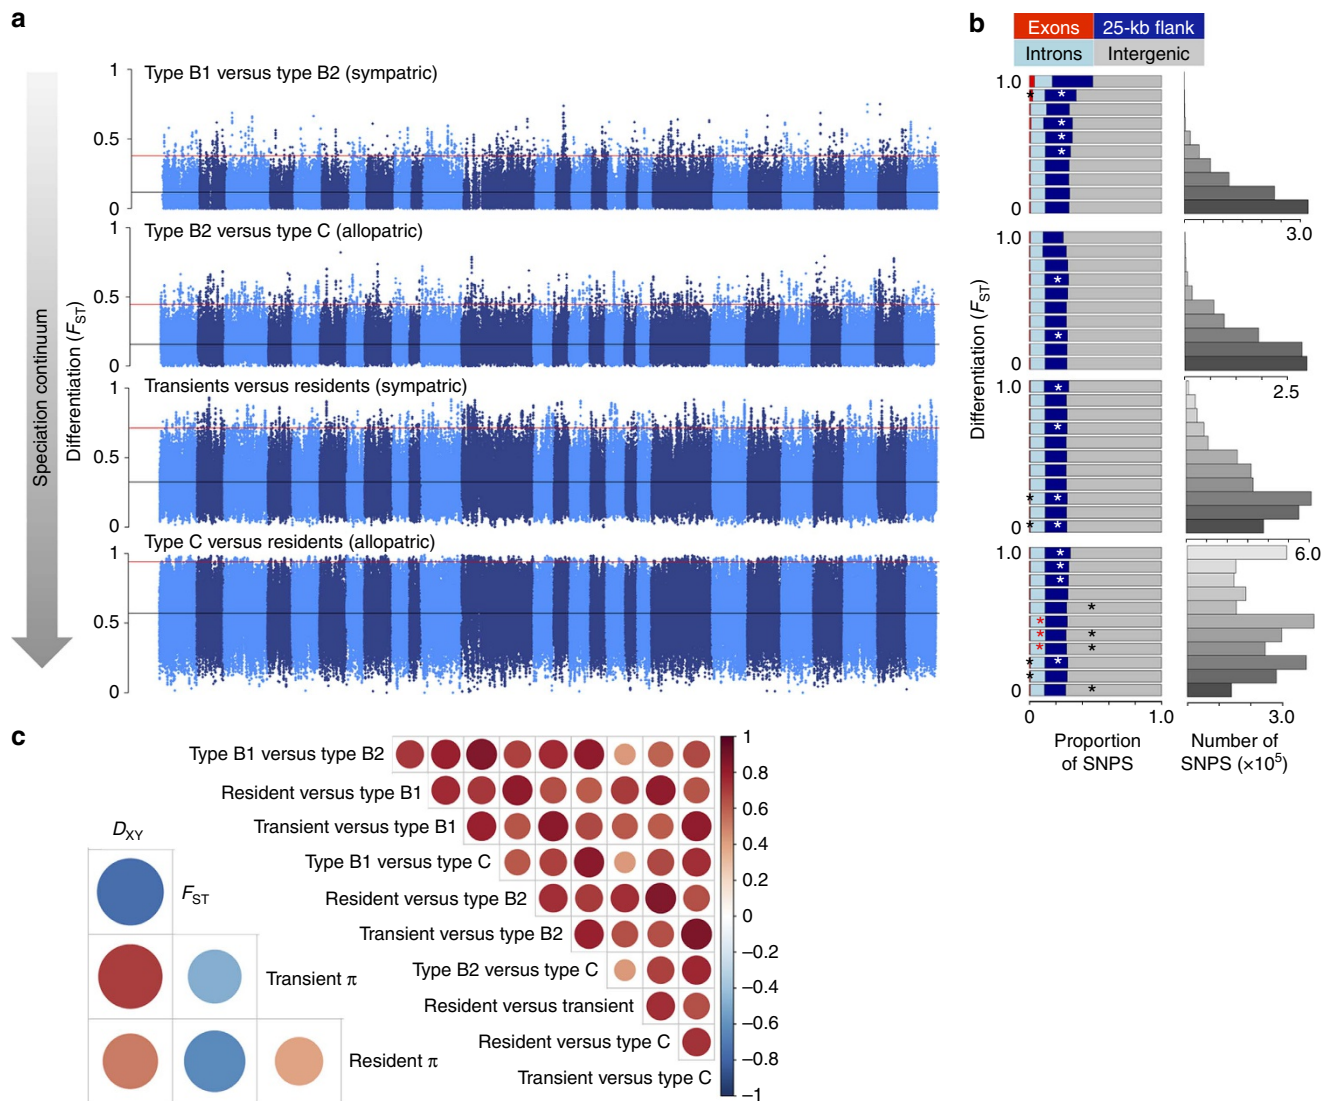 a
Speciation continuum
Differentiation (FST)
Type B1 versus type B2 (sympatric)
1
0.5
0
Type B2 versus type C (allopatric)
1
0.5
0
Transients versus residents (sympatric)
1
0.5
0
Type C versus residents (allopatric)
1
0.5
0
b
Exons 25-kb flank
Introns Intergenic
Differentiation (FST)
1.0
* *
*
*
*
0
3.0
1.0
*
*
0
2.5
1.0 *
*
* *
0 * *
6.0
1.0 *
*
*
*
*
* *
* *
* *
*
0 *
0 1.0
3.0
Proportion
of SNPS
Number of
SNPS (×10⁵)
c
DXY
FST
Transient π
Resident π
Type B1 versus type B2
Resident versus type B1
Transient versus type B1
Type B1 versus type C
Resident versus type B2
Transient versus type B2
Type B2 versus type C
Resident versus transient
Resident versus type C
Transient versus type C
1
0.8
0.6
0.4
0.2
0
−0.2
−0.4
−0.6
−0.8
−1